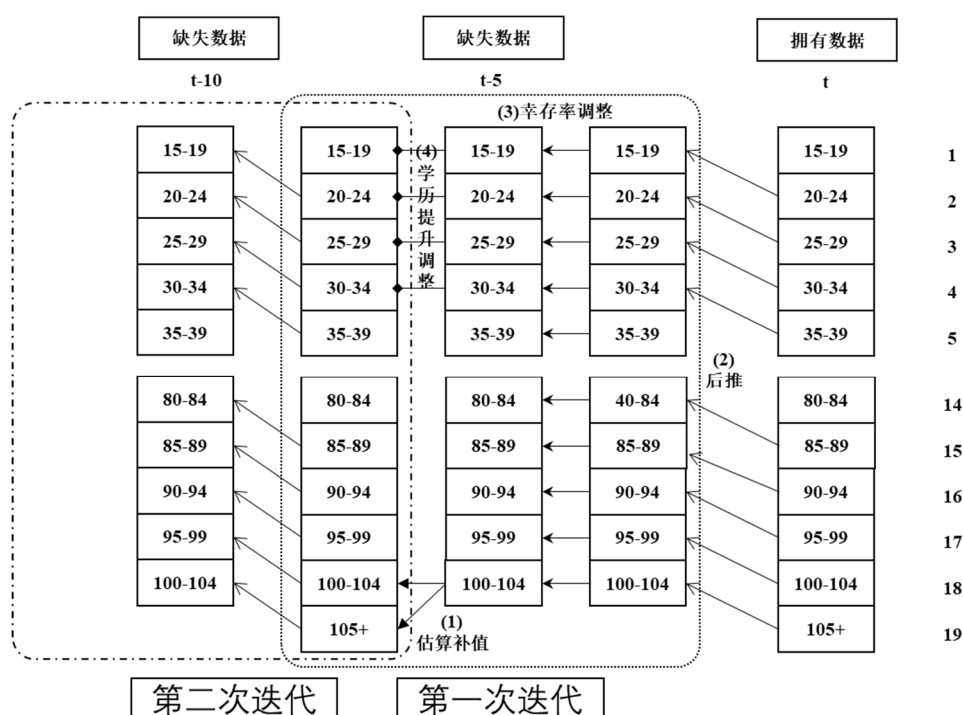 缺失数据 缺失数据 拥有数据
t-10 t-5 t
(3)幸存率调整
15-19 15-19 15-19 15-19 15-19 1
20-24 20-24 20-24 20-24 20-24 2
25-29 25-29 25-29 25-29 25-29 3
30-34 30-34 30-34 30-34 30-34 4
35-39 35-39 35-39 35-39 35-39 5
(4)学历提升调整
(2)
后推
80-84 80-84 80-84 40-84 80-84 14
85-89 85-89 85-89 85-89 85-89 15
90-94 90-94 90-94 90-94 90-94 16
95-99 95-99 95-99 95-99 95-99 17
100-104 100-104 100-104 100-104 100-104 18
105+ 105+ 19
(1)
估算补值
第二次迭代 第一次迭代